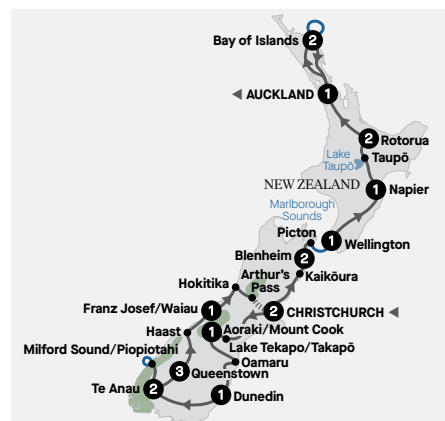 Bay of Islands 2
◀ AUCKLAND 1
2 Rotorua
Lake
Taupō
Taupō
NEW ZEALAND
1 Napier
Marlborough
Sounds
Picton
1 Wellington
Blenheim 2
Kaikōura
Arthur's
Pass
Hokitika
2 CHRISTCHURCH ◀
Franz Josef/Waiau 1
1 Aoraki/Mount Cook
Haast
Lake Tekapo/Takapō
Milford Sound/Piopiotahi
Oamaru
3 Queenstown
Te Anau 2
1 Dunedin